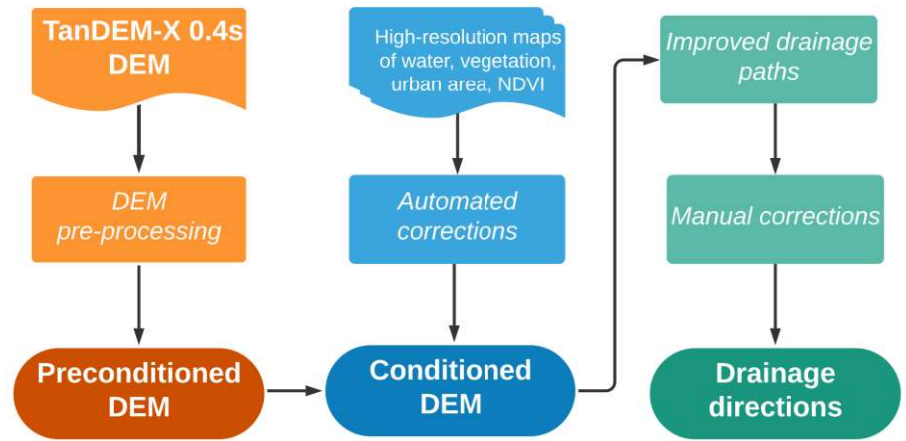 TanDEM-X 0.4s
DEM
DEM
pre-processing
Preconditioned
DEM
High-resolution maps
of water, vegetation,
urban area, NDVI
Automated
corrections
Conditioned
DEM
Improved drainage
paths
Manual corrections
Drainage
directions